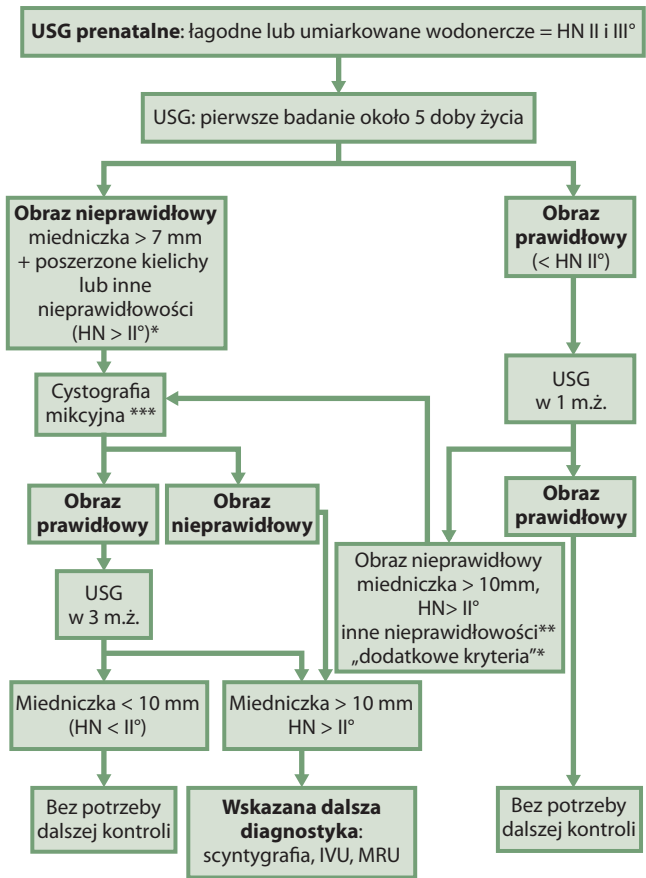 USG prenatalne: łagodne lub umiarkowane wodonercze = HN II i III°
USG: pierwsze badanie około 5 doby życia
Obraz nieprawidłowy
miedniczka > 7 mm
+ poszerzone kielichy
lub inne
nieprawidłowości
(HN > II°)*
Obraz
prawidłowy
(< HN II°)
Cystografia
mikcyjna ***
USG
w 1 m.ż.
Obraz
prawidłowy
Obraz
nieprawidłowy
Obraz
prawidłowy
Obraz nieprawidłowy
miedniczka > 10mm,
HN> II°
inne nieprawidłowości**
„dodatkowe kryteria”*
USG
w 3 m.ż.
Miedniczka < 10 mm
(HN < II°)
Miedniczka > 10 mm
HN > II°
Bez potrzeby
dalszej kontroli
Wskazana dalsza
diagnostyka:
scyntygrafia, IVU, MRU
Bez potrzeby
dalszej kontroli